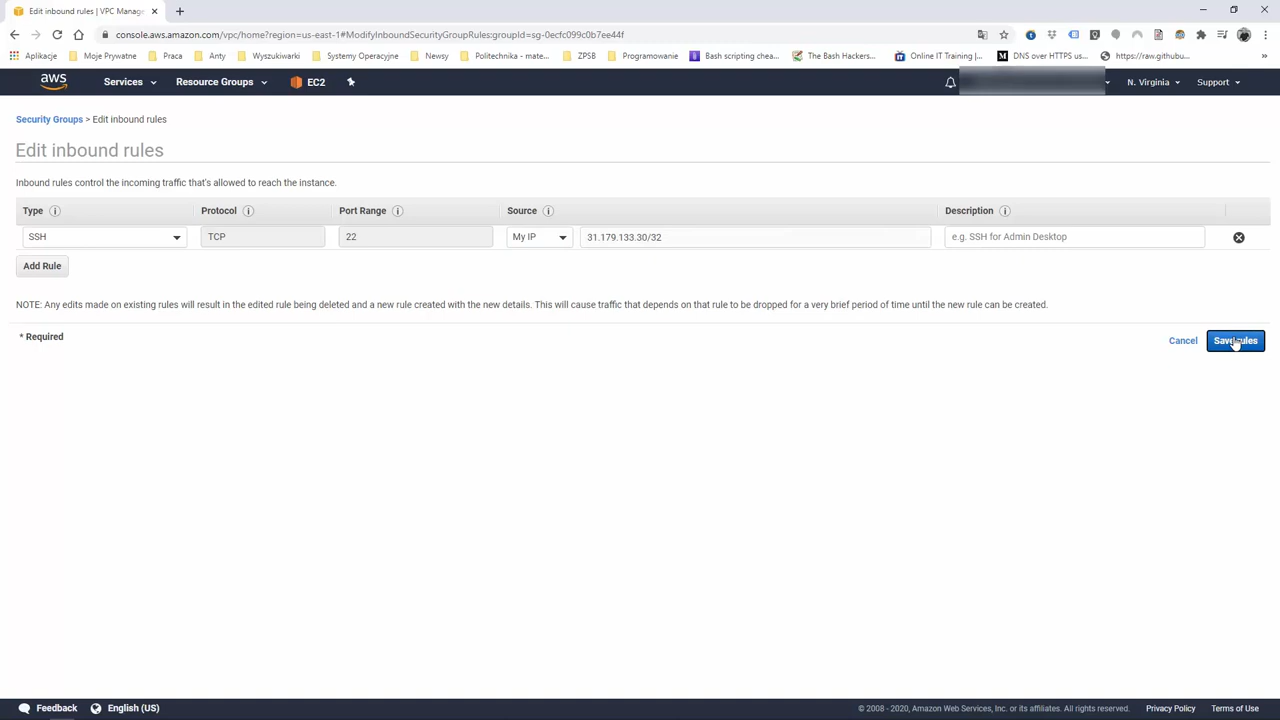 Edit inbound rules | VPC Manag
console.aws.amazon.com/vpc/home?region=us-east-1#ModifyInboundSecurityGroupRules:groupId=sg-0ecfc099c0b7ee44f
Aplikacje Moje Prywatne Praca Anty Wyszukiwarki Systemy Operacyjne Politechnika - mate... Newsy ZPSB Programowanie Bash scripting chea... The Bash Hackers... Online IT Training |... DNS over HTTPS us... https://raw.githubu... »
aws Services Resource Groups EC2 N. Virginia Support
Security Groups > Edit inbound rules
Edit inbound rules
Inbound rules control the incoming traffic that's allowed to reach the instance.
Type Protocol Port Range Source Description
SSH TCP 22 My IP 31.179.133.30/32 e.g. SSH for Admin Desktop
Add Rule
NOTE: Any edits made on existing rules will result in the edited rule being deleted and a new rule created with the new details. This will cause traffic that depends on that rule to be dropped for a very brief period of time until the new rule can be created.
* Required
Cancel Save rules
Feedback English (US) © 2008 - 2020, Amazon Web Services, Inc. or its affiliates. All rights reserved. Privacy Policy Terms of Use